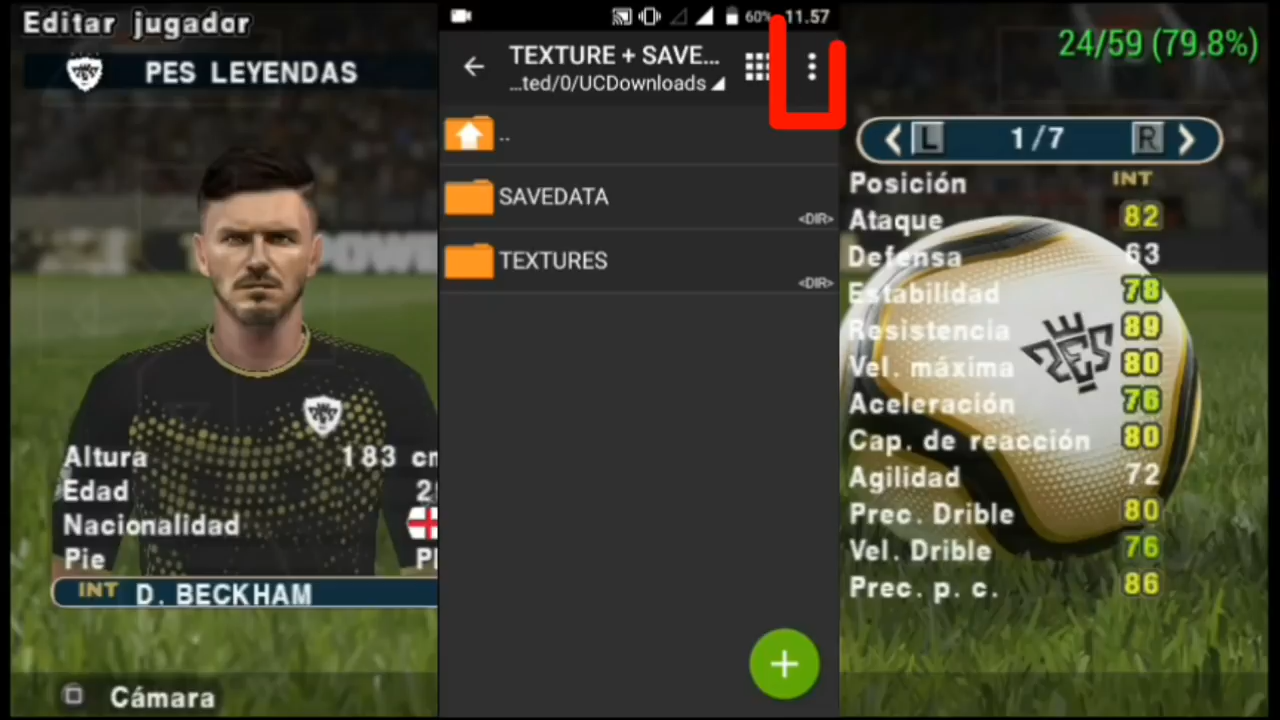 Editar jugador
PES LEYENDAS
Altura 183 cm
Edad
Nacionalidad
Pie
INT D. BECKHAM
Cámara
60% 11.57
TEXTURE + SAVE...
...ted/0/UCDownloads
..
SAVEDATA
<DIR>
TEXTURES
<DIR>
24/59 (79.8%)
L 1/7 R
Posición INT
Ataque 82
Defensa 63
Estabilidad 78
Resistencia 89
Vel. máxima 80
Aceleración 76
Cap. de reacción 80
Agilidad 72
Prec. Drible 80
Vel. Drible 76
Prec. p. c. 86